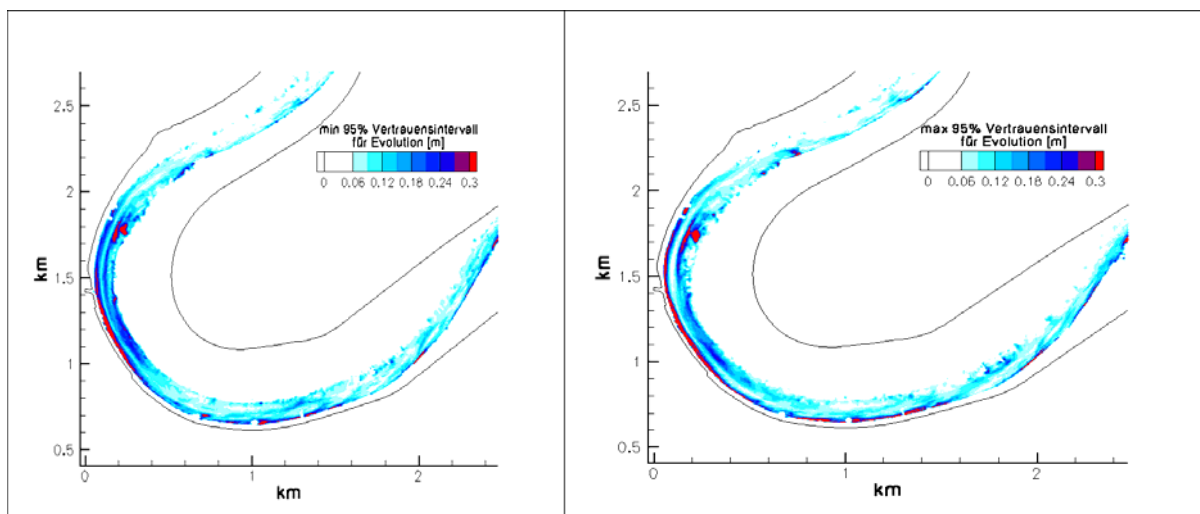 min 95% Vertrauensintervall
für Evolution [m]
0 0.06 0.12 0.18 0.24 0.3
2.5
2
1.5
1
0.5
km
0 1 2
km
max 95% Vertrauensintervall
für Evolution [m]
0 0.06 0.12 0.18 0.24 0.3
2.5
2
1.5
1
0.5
km
0 1 2
km